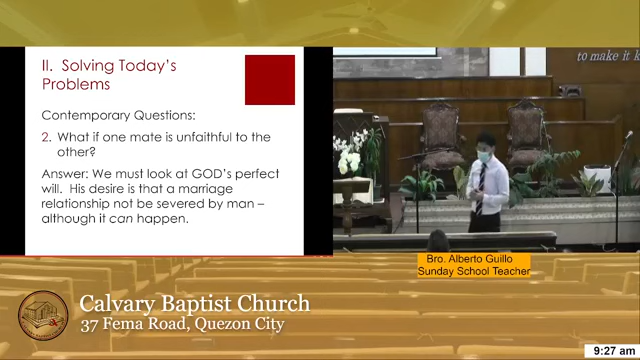 II. Solving Today's
Problems
Contemporary Questions:
2. What if one mate is unfaithful to the
other?
Answer: We must look at GOD's perfect
will. His desire is that a marriage
relationship not be severed by man –
although it can happen.
to make it k
Bro. Alberto Guillo
Sunday School Teacher
Calvary Baptist Church
37 Fema Road, Quezon City
9:27 am